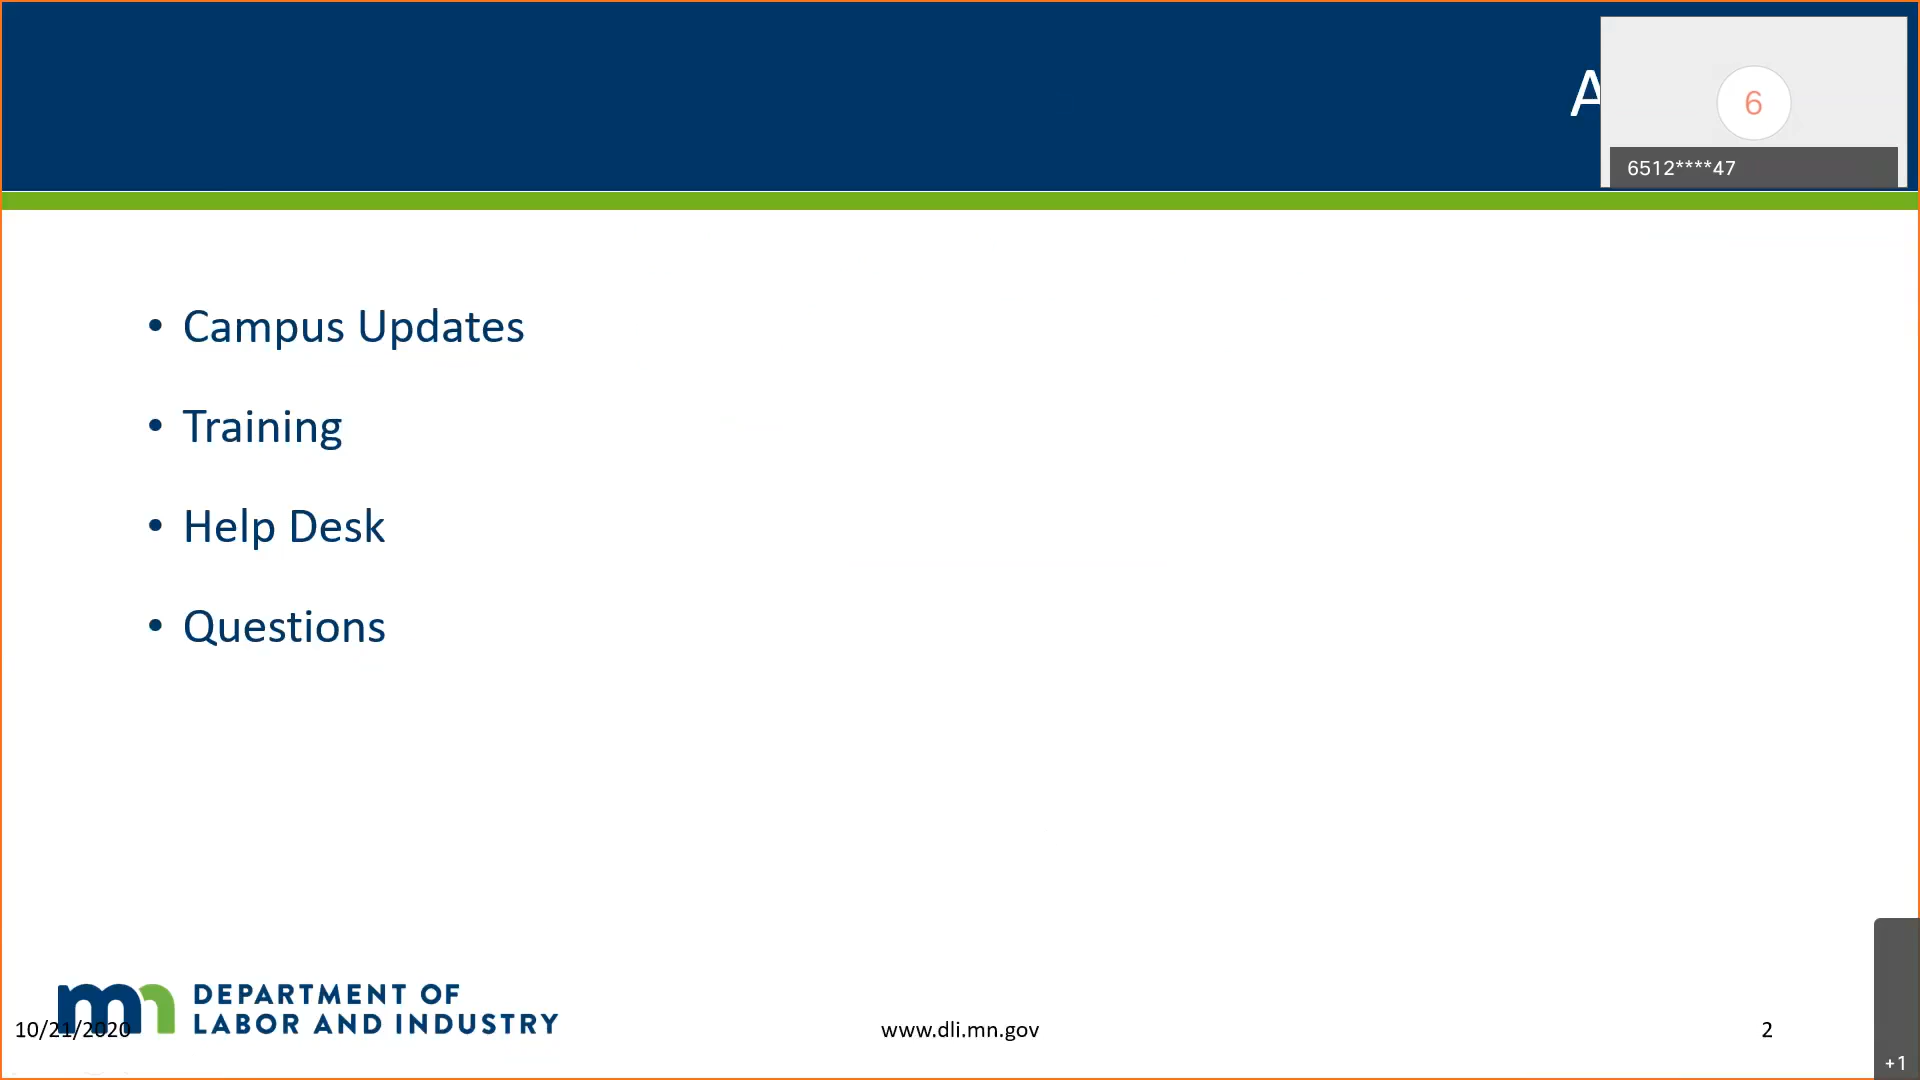 A
6
6512****47
• Campus Updates
• Training
• Help Desk
• Questions
mn DEPARTMENT OF
LABOR AND INDUSTRY
10/21/2020
www.dli.mn.gov
2
+1